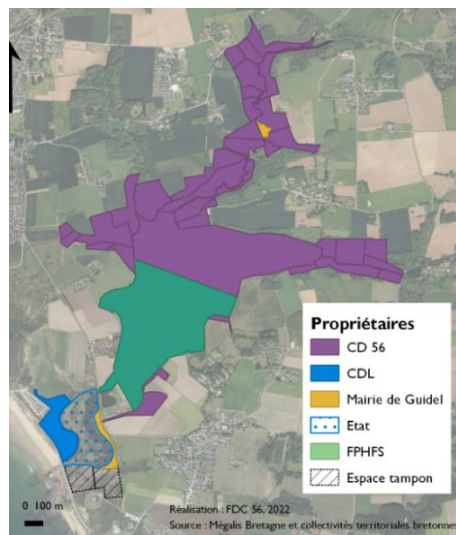 Propriétaires
CD 56
CDL
Mairie de Guidel
Etat
FPHFS
Espace tampon
0 100 m
Réalisation : FDC 56, 2022
Source : Mégalis Bretagne et collectivités territoriales bretonnes